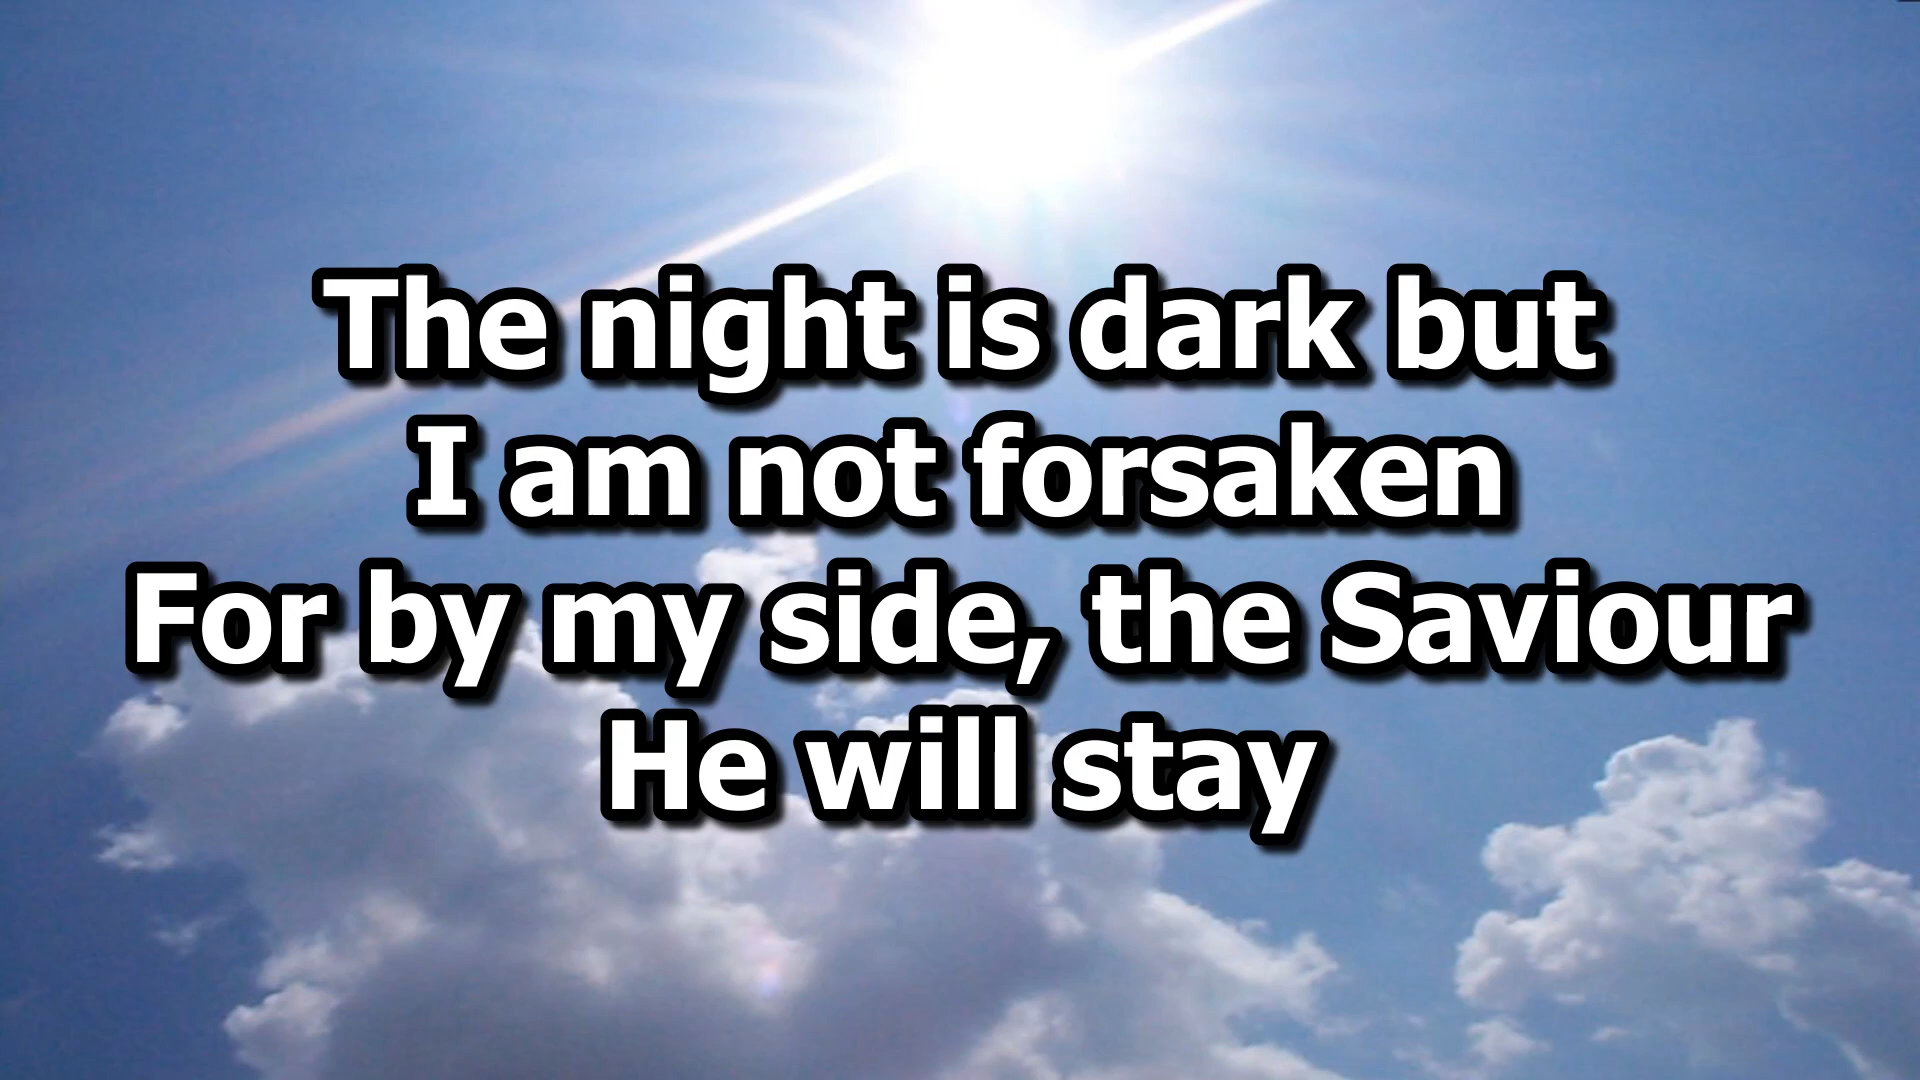 The night is dark but
I am not forsaken
For by my side, the Saviour
He will stay